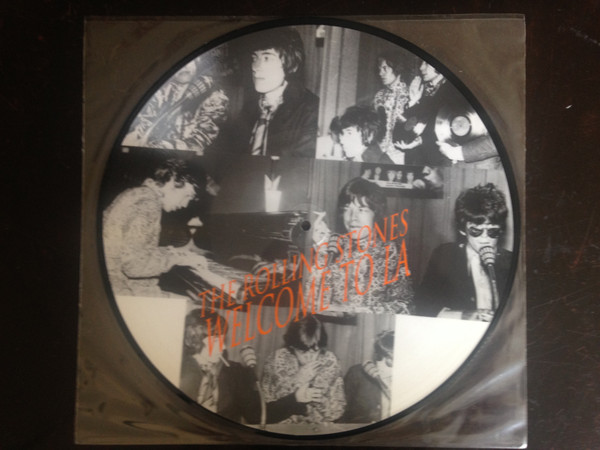 THE ROLLING STONES
WELCOME TO LA